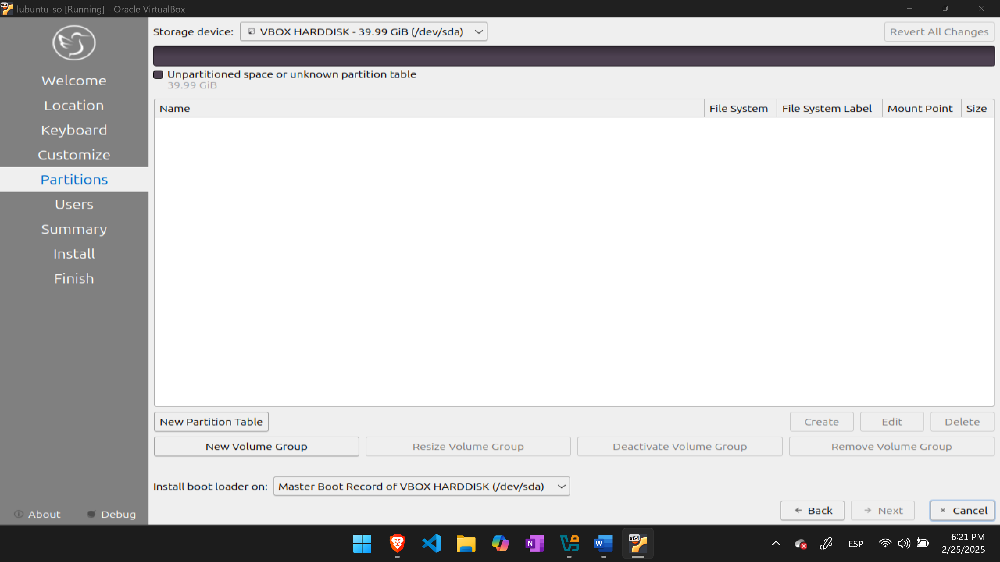 lubuntu-so [Running] - Oracle VirtualBox
Storage device: VBOX HARDDISK - 39.99 GiB (/dev/sda) Revert All Changes
Unpartitioned space or unknown partition table
39.99 GiB
Welcome
Location
Keyboard
Customize
Partitions
Users
Summary
Install
Finish
About Debug
Name File System File System Label Mount Point Size
New Partition Table Create Edit Delete
New Volume Group Resize Volume Group Deactivate Volume Group Remove Volume Group
Install boot loader on: Master Boot Record of VBOX HARDDISK (/dev/sda)
Back Next Cancel
x64
N
W
x64
ESP
6:21 PM
2/25/2025